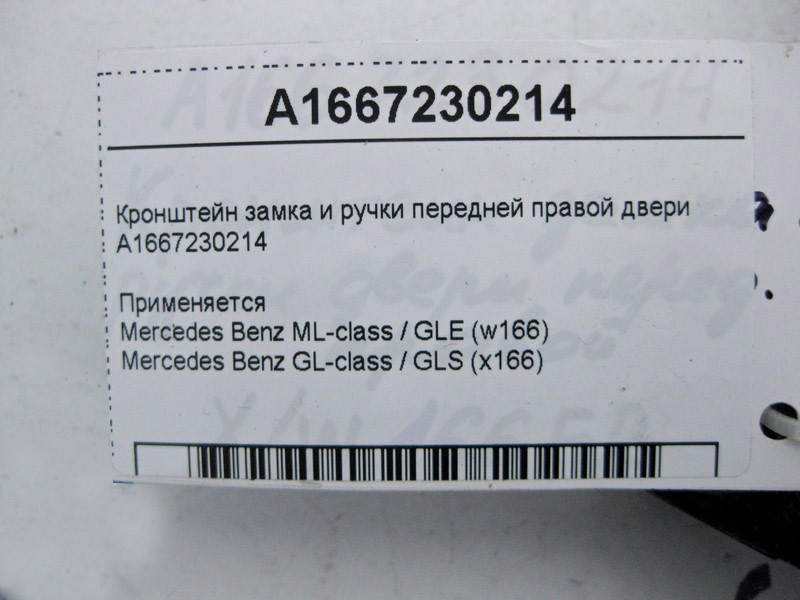 A1667230214
Кронштейн замка и ручки передней правой двери
A1667230214
Применяется
Mercedes Benz ML-class / GLE (w166)
Mercedes Benz GL-class / GLS (x166)